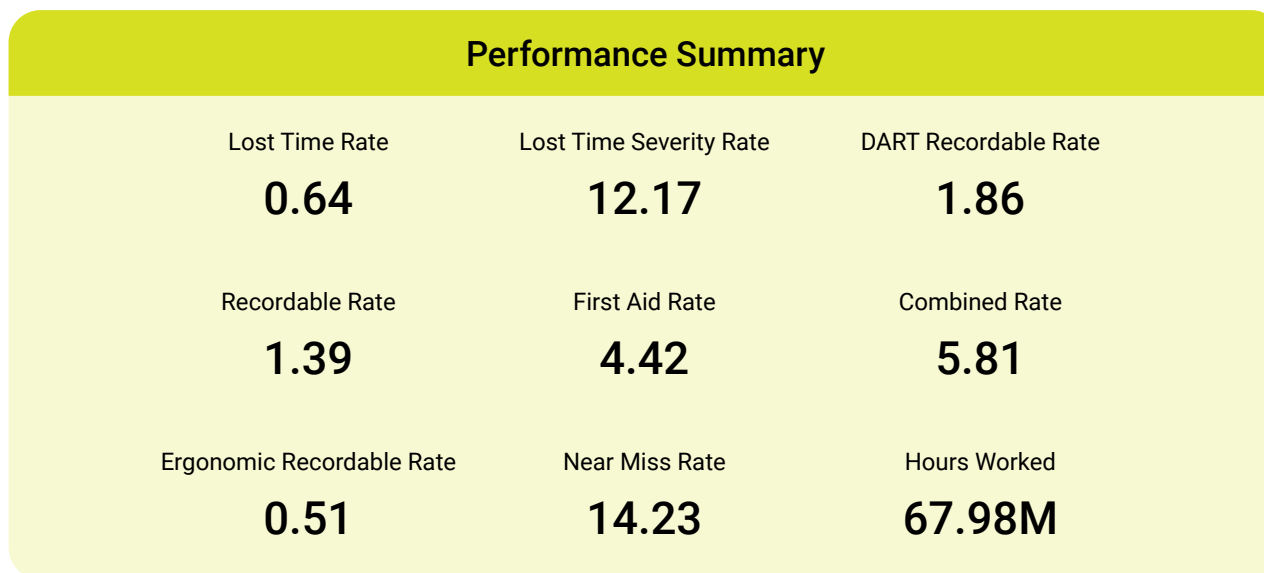 Performance Summary
Lost Time Rate
0.64
Lost Time Severity Rate
12.17
DART Recordable Rate
1.86
Recordable Rate
1.39
First Aid Rate
4.42
Combined Rate
5.81
Ergonomic Recordable Rate
0.51
Near Miss Rate
14.23
Hours Worked
67.98M